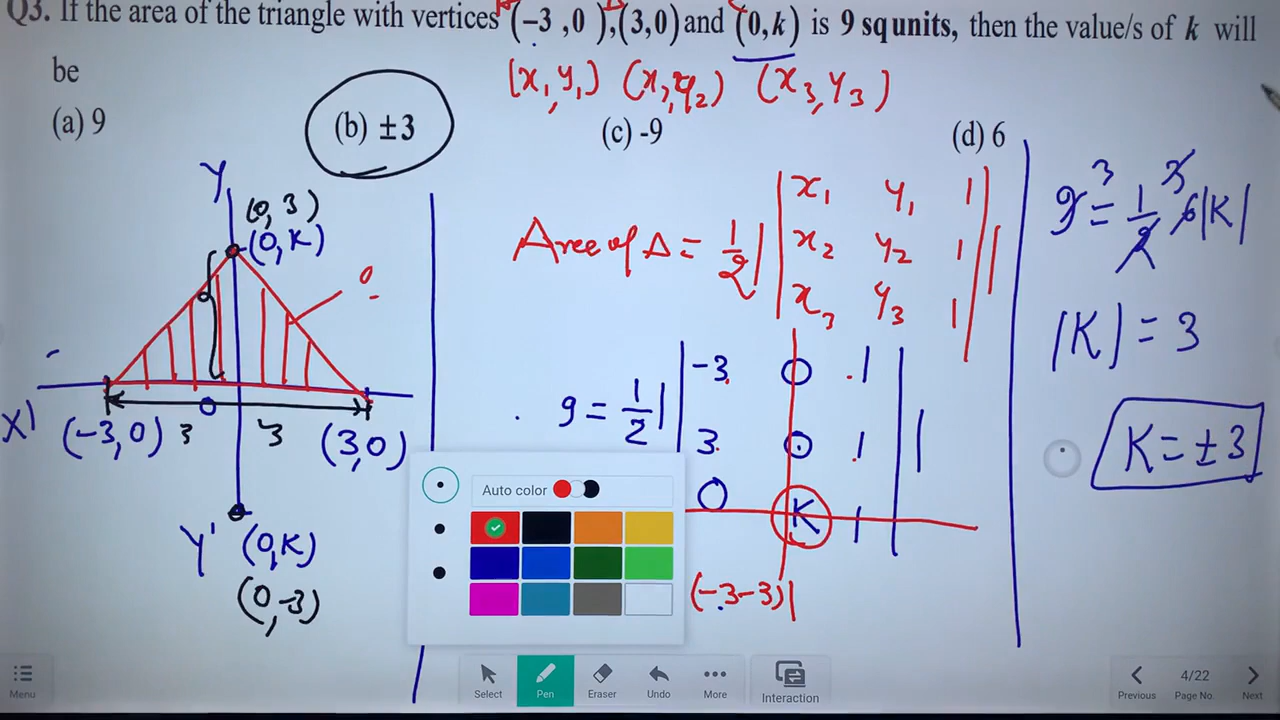 Q3. If the area of the triangle with vertices (−3 ,0 ),(3,0) and (0,k) is 9 squnits, then the value/s of k will
be
(x₁,y₁) (x₂,y₂) (x₃,y₃)
(a) 9 (b) ±3 (c) -9 (d) 6
Y
(0, 3)
(0,K)
X'
(-3,0) 3 0 3 (3,0)
Y' (0,K)
(0,-3)
Area of Δ = 1/2 | | x₁ y₁ 1 | |
x₂ y₂ 1
x₃ y₃ 1
9 = 1/2 | | -3 0 1 | |
3 0 1
0 K 1
(-3-3)|
9 3 = 1/2 6 3 |K|
|K| = 3
K = ±3
Auto color
Menu
Select
Pen
Eraser
Undo
More
Interaction
Previous
4/22
Page No.
Next